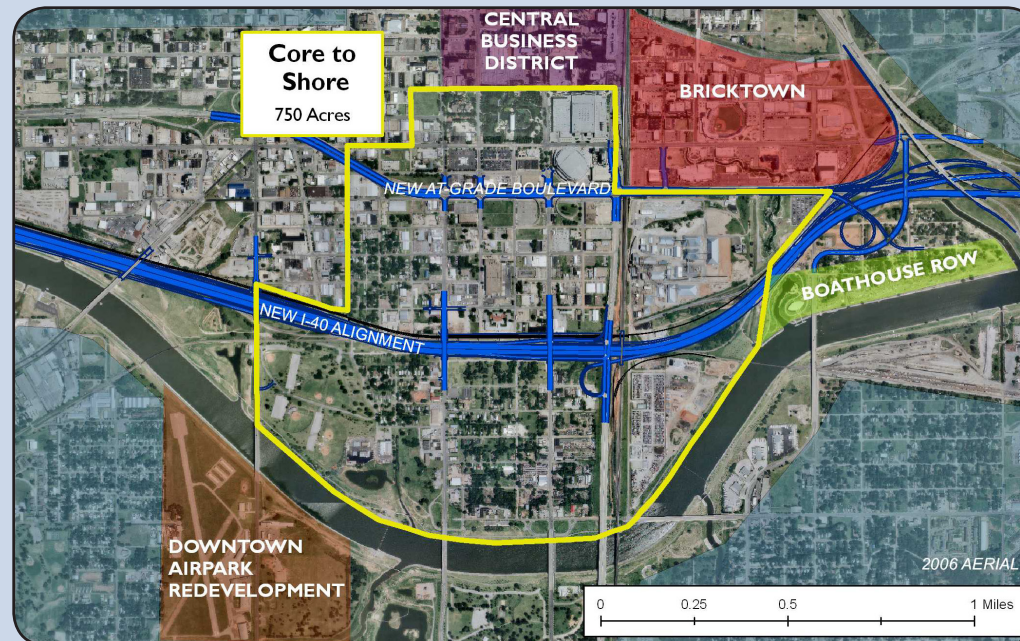 CENTRAL
BUSINESS
DISTRICT
Core to
Shore
750 Acres
BRICKTOWN
NEW AT GRADE BOULEVARD
BOATHOUSE ROW
NEW I-40 ALIGNMENT
DOWNTOWN
AIRPARK
REDEVELOPMENT
2006 AERIAL
0 0.25 0.5 1 Miles